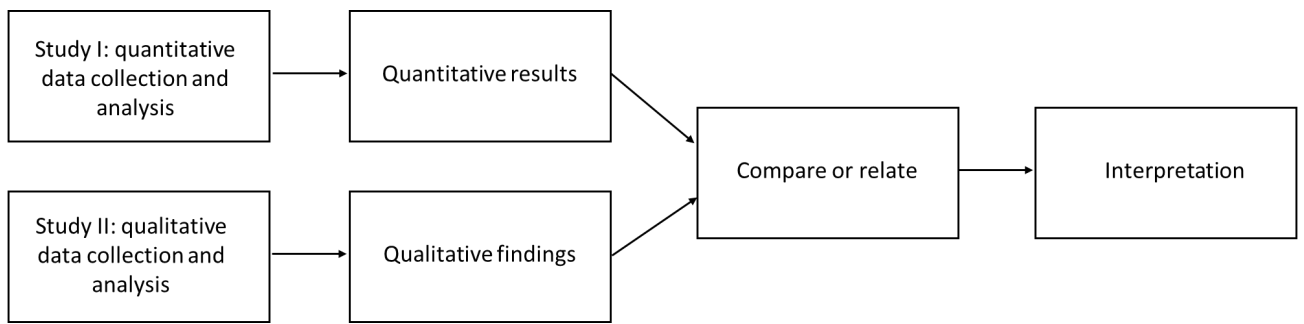 Study I: quantitative
data collection and
analysis
Quantitative results
Study II: qualitative
data collection and
analysis
Qualitative findings
Compare or relate
Interpretation